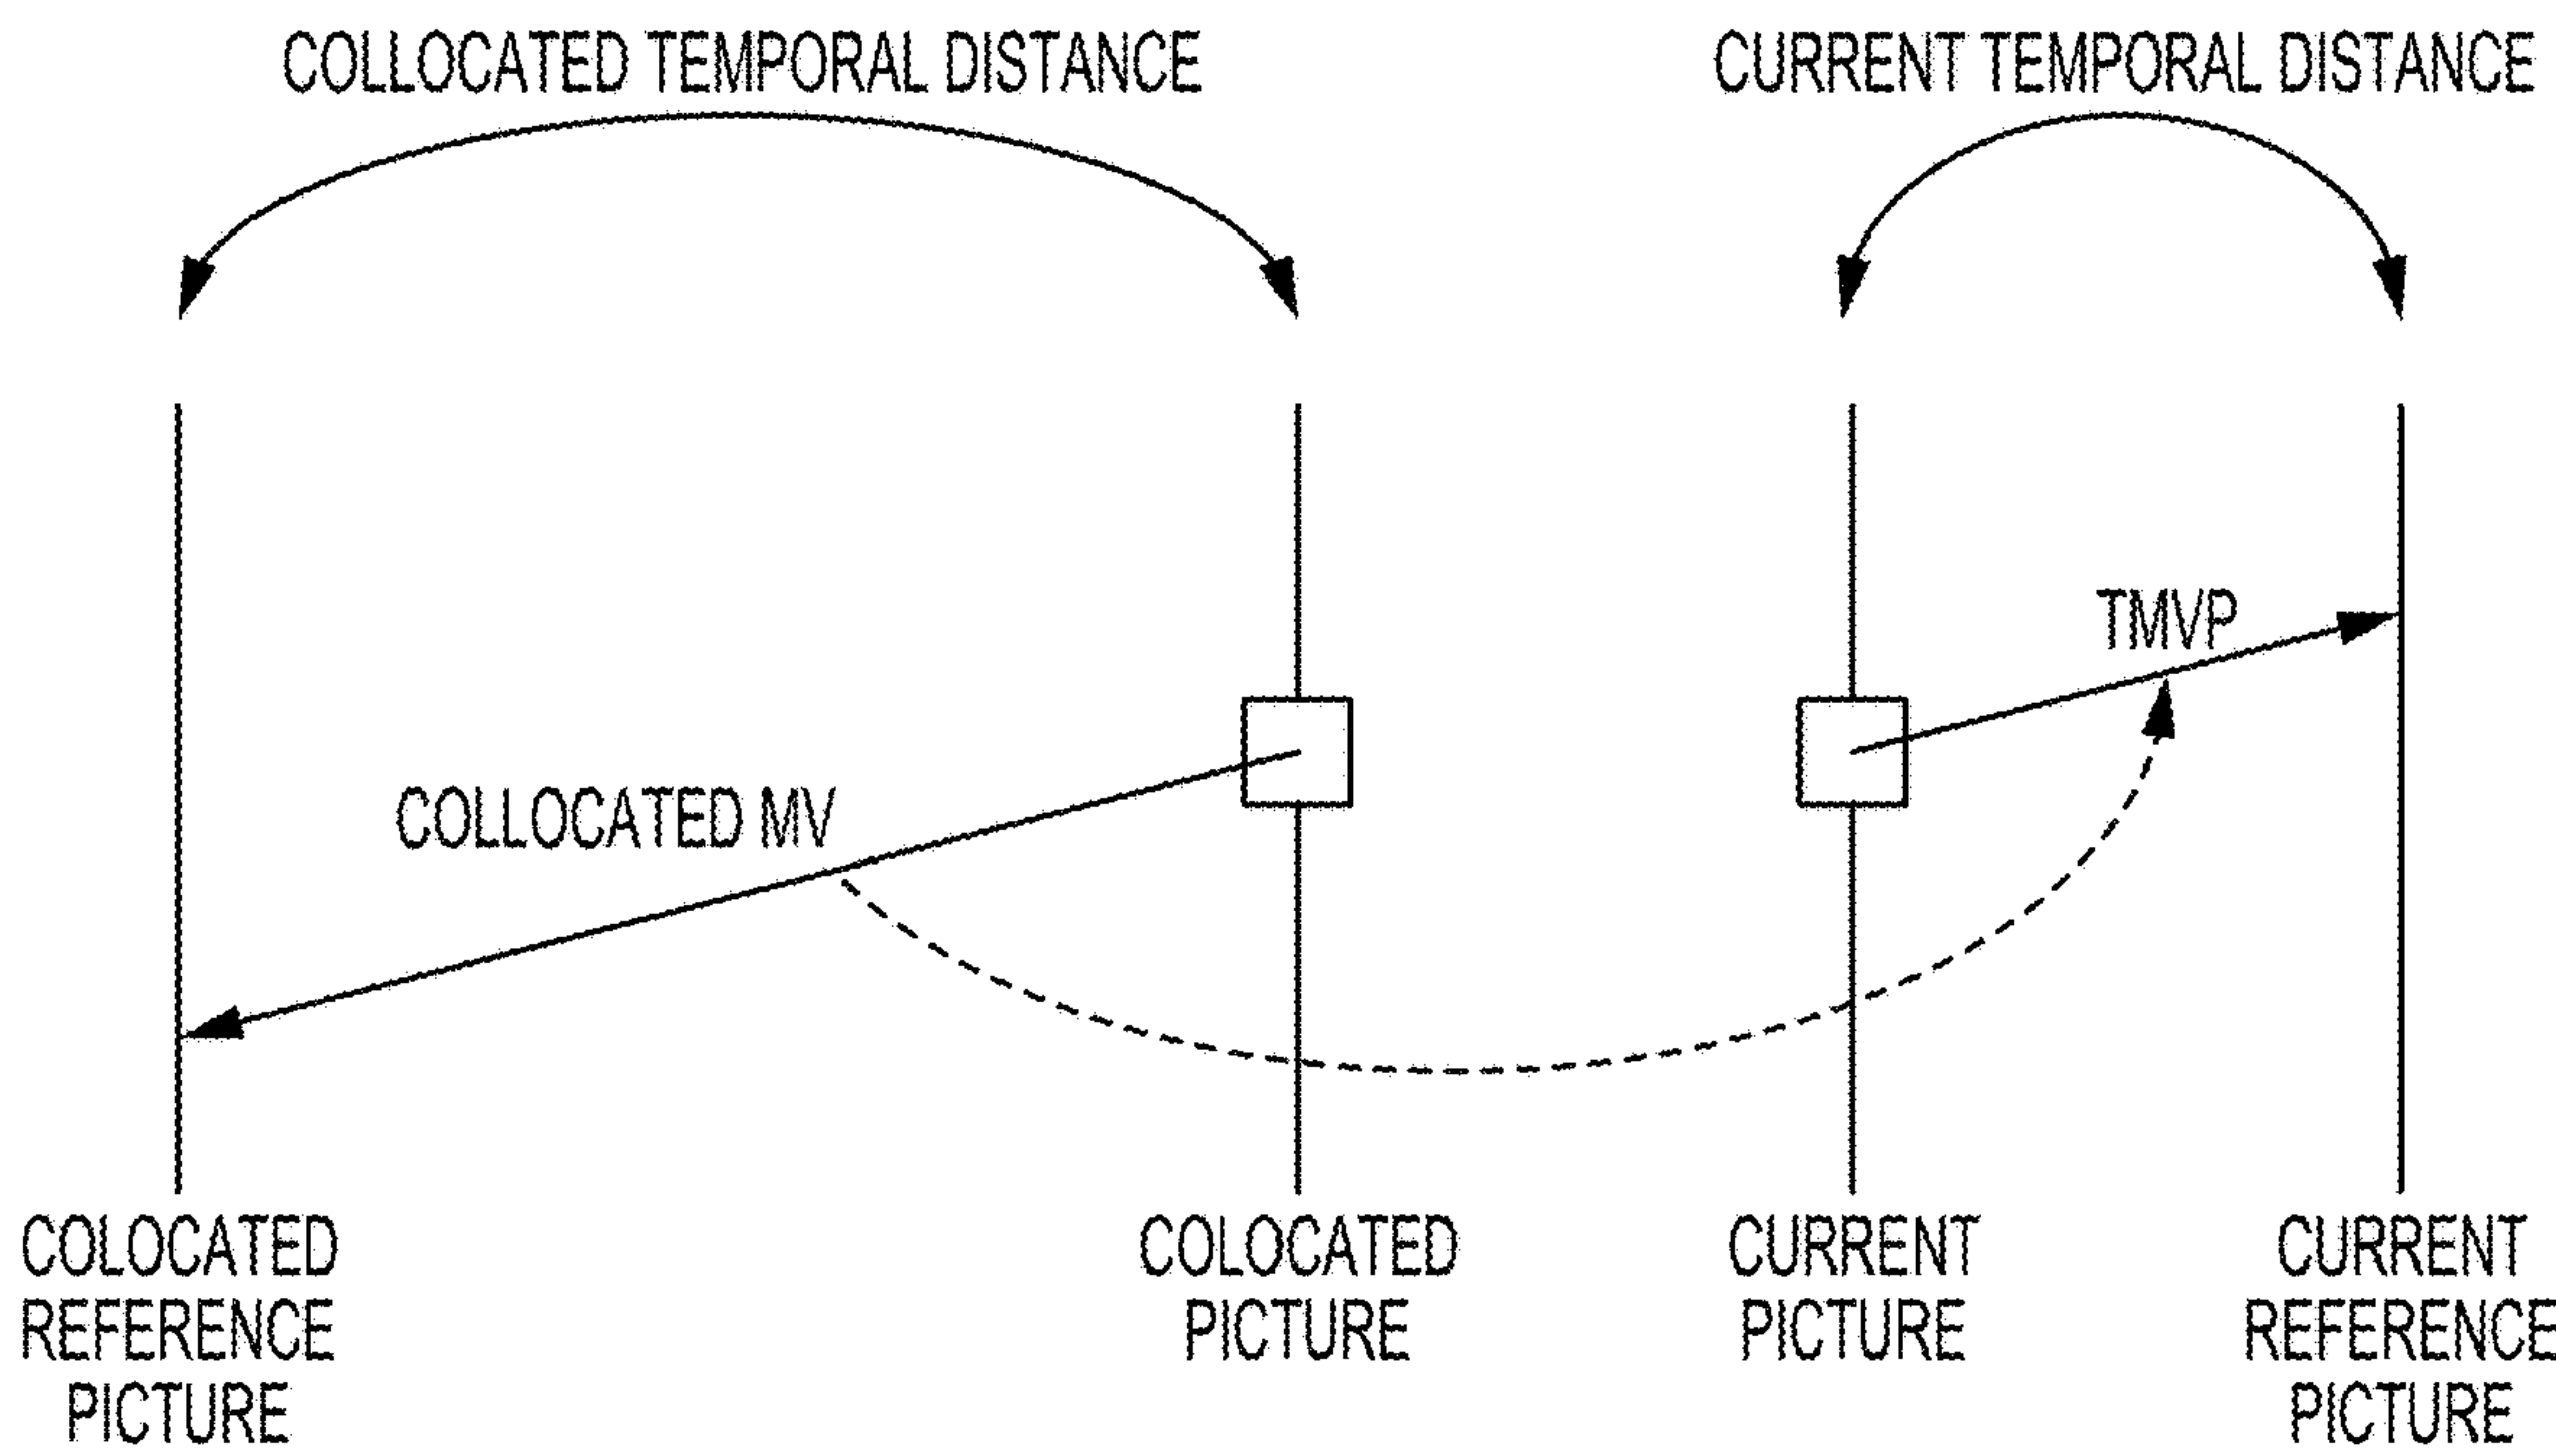 COLLOCATED TEMPORAL DISTANCE
CURRENT TEMPORAL DISTANCE
TMVP
COLLOCATED MV
COLOCATED
REFERENCE
PICTURE
COLOCATED
PICTURE
CURRENT
PICTURE
CURRENT
REFERENCE
PICTURE